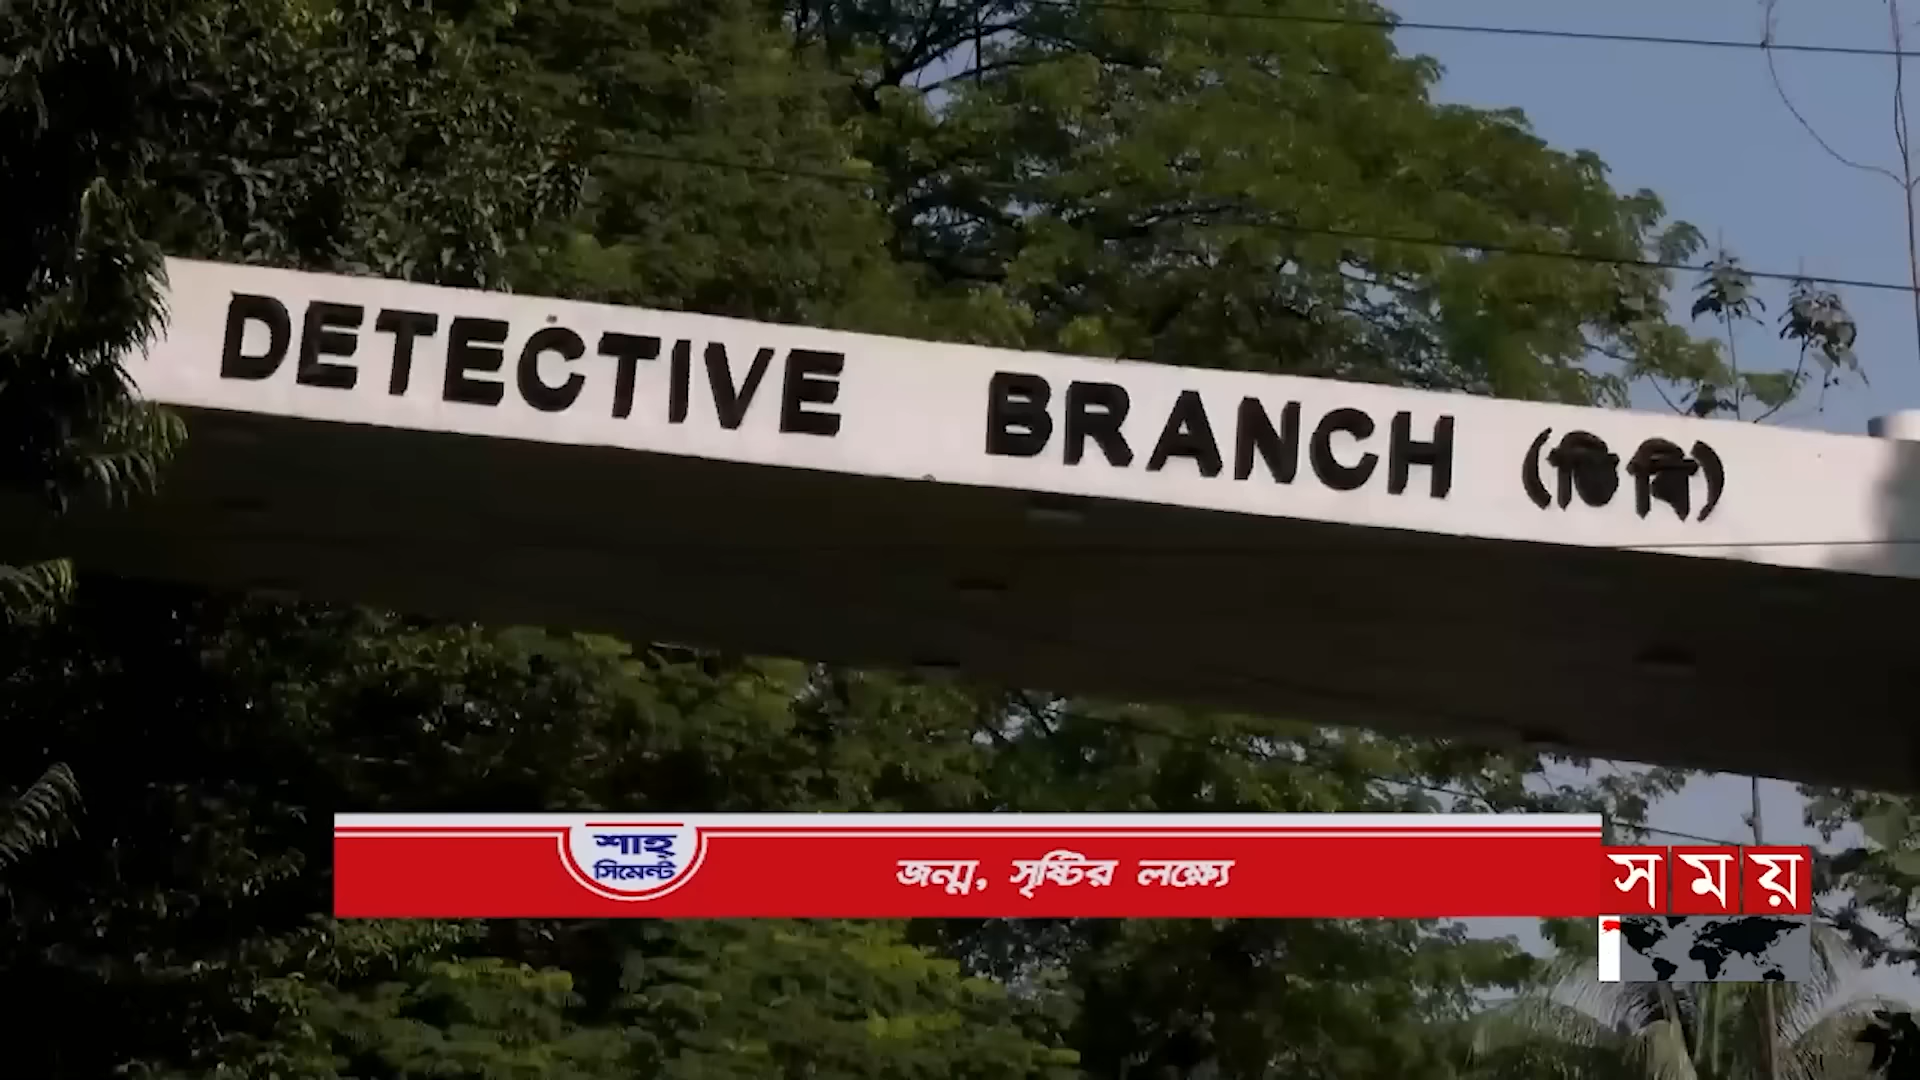 DETECTIVE BRANCH (ডিবি)
শাহ্
সিমেন্ট
জন্ম, সৃষ্টির লক্ষ্যে
সময়